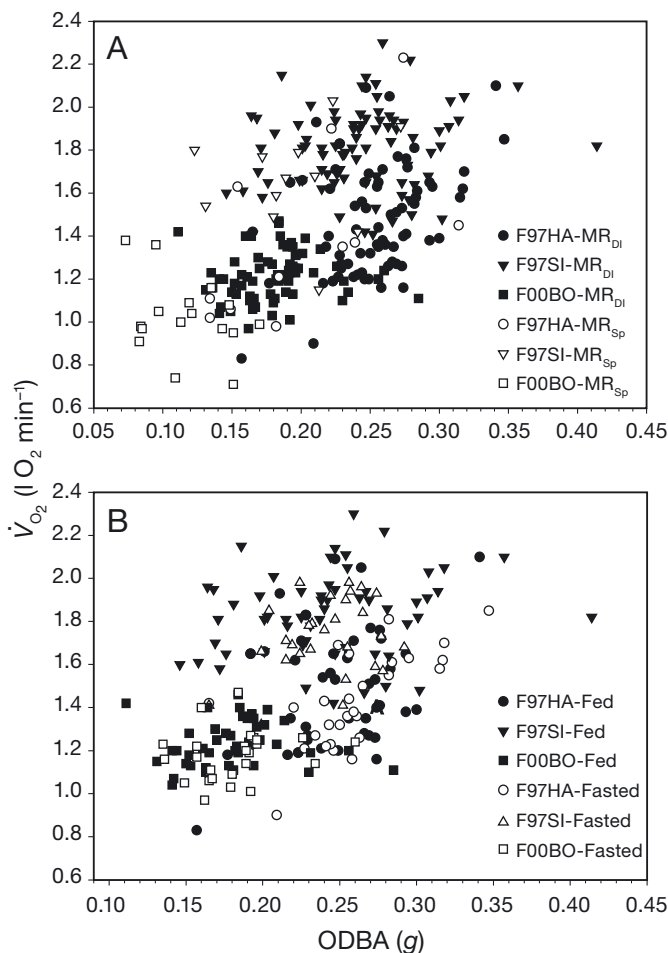 A
2.4
2.2
2.0
1.8
1.6
1.4
1.2
1.0
0.8
0.6
F97HA-MR_DI
F97SI-MR_DI
F00BO-MR_DI
F97HA-MR_Sp
F97SI-MR_Sp
F00BO-MR_Sp
0.05 0.10 0.15 0.20 0.25 0.30 0.35 0.40 0.45
V̇_O₂ (l O₂ min⁻¹)
B
2.4
2.2
2.0
1.8
1.6
1.4
1.2
1.0
0.8
0.6
F97HA-Fed
F97SI-Fed
F00BO-Fed
F97HA-Fasted
F97SI-Fasted
F00BO-Fasted
0.10 0.15 0.20 0.25 0.30 0.35 0.40 0.45
ODBA (g)